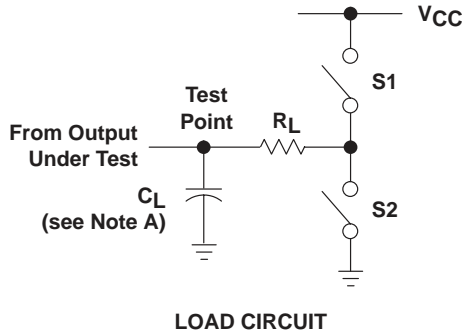 VCC
S1
Test
Point
RL
From Output
Under Test
CL
(see Note A)
S2
LOAD CIRCUIT